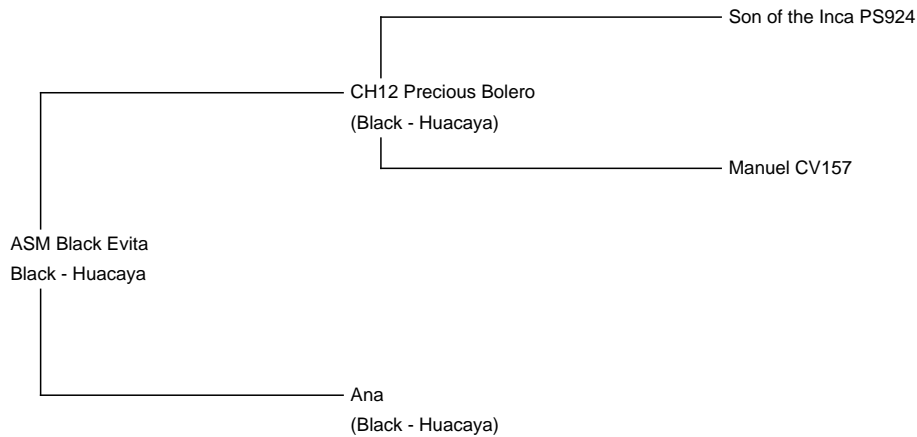 Son of the Inca PS924
CH12 Precious Bolero
(Black - Huacaya)
Manuel CV157
ASM Black Evita
Black - Huacaya
Ana
(Black - Huacaya)